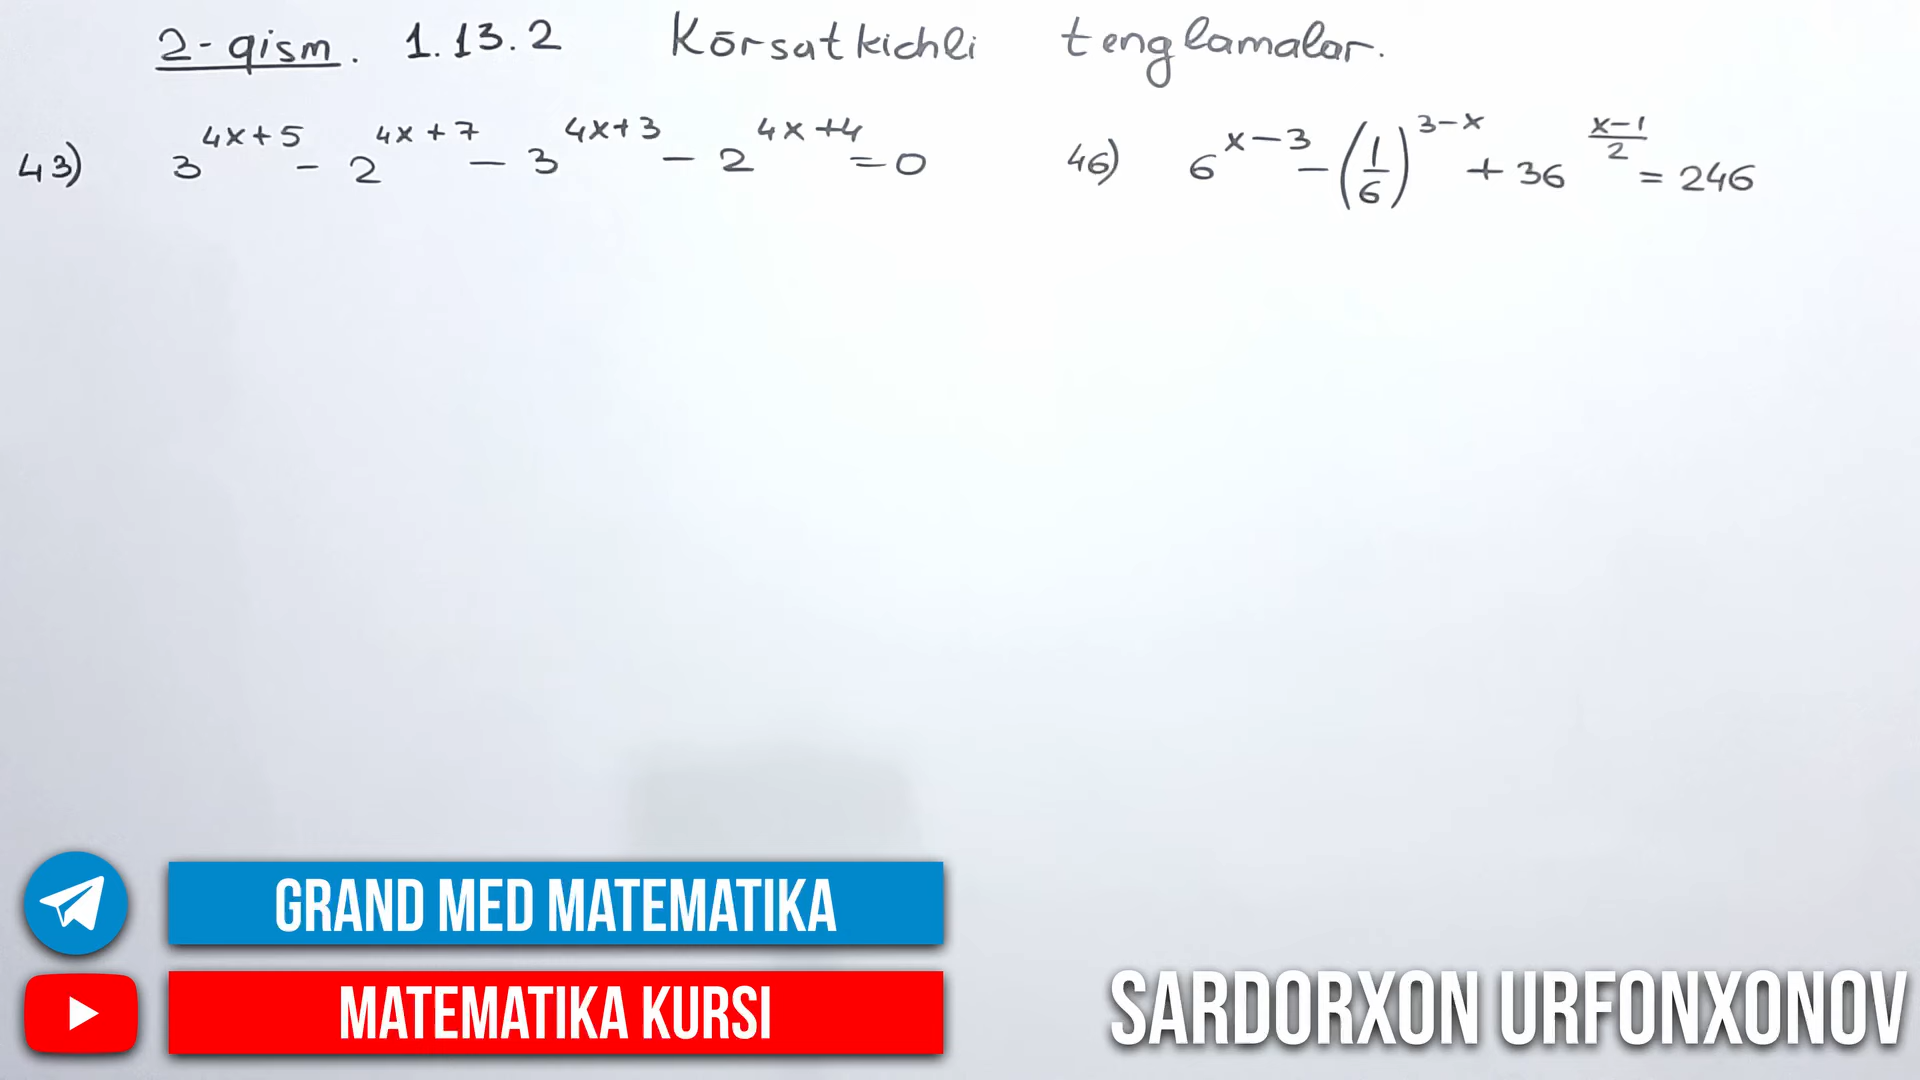 2-qism. 1.13.2 Kōrsatkichli tenglamalar.
43) 3^{4x+5} - 2^{4x+7} - 3^{4x+3} - 2^{4x+4} = 0
46) 6^{x-3} - (1/6)^{3-x} + 36^{\frac{x-1}{2}} = 246
GRAND MED MATEMATIKA
MATEMATIKA KURSI
SARDORXON URFONXONOV